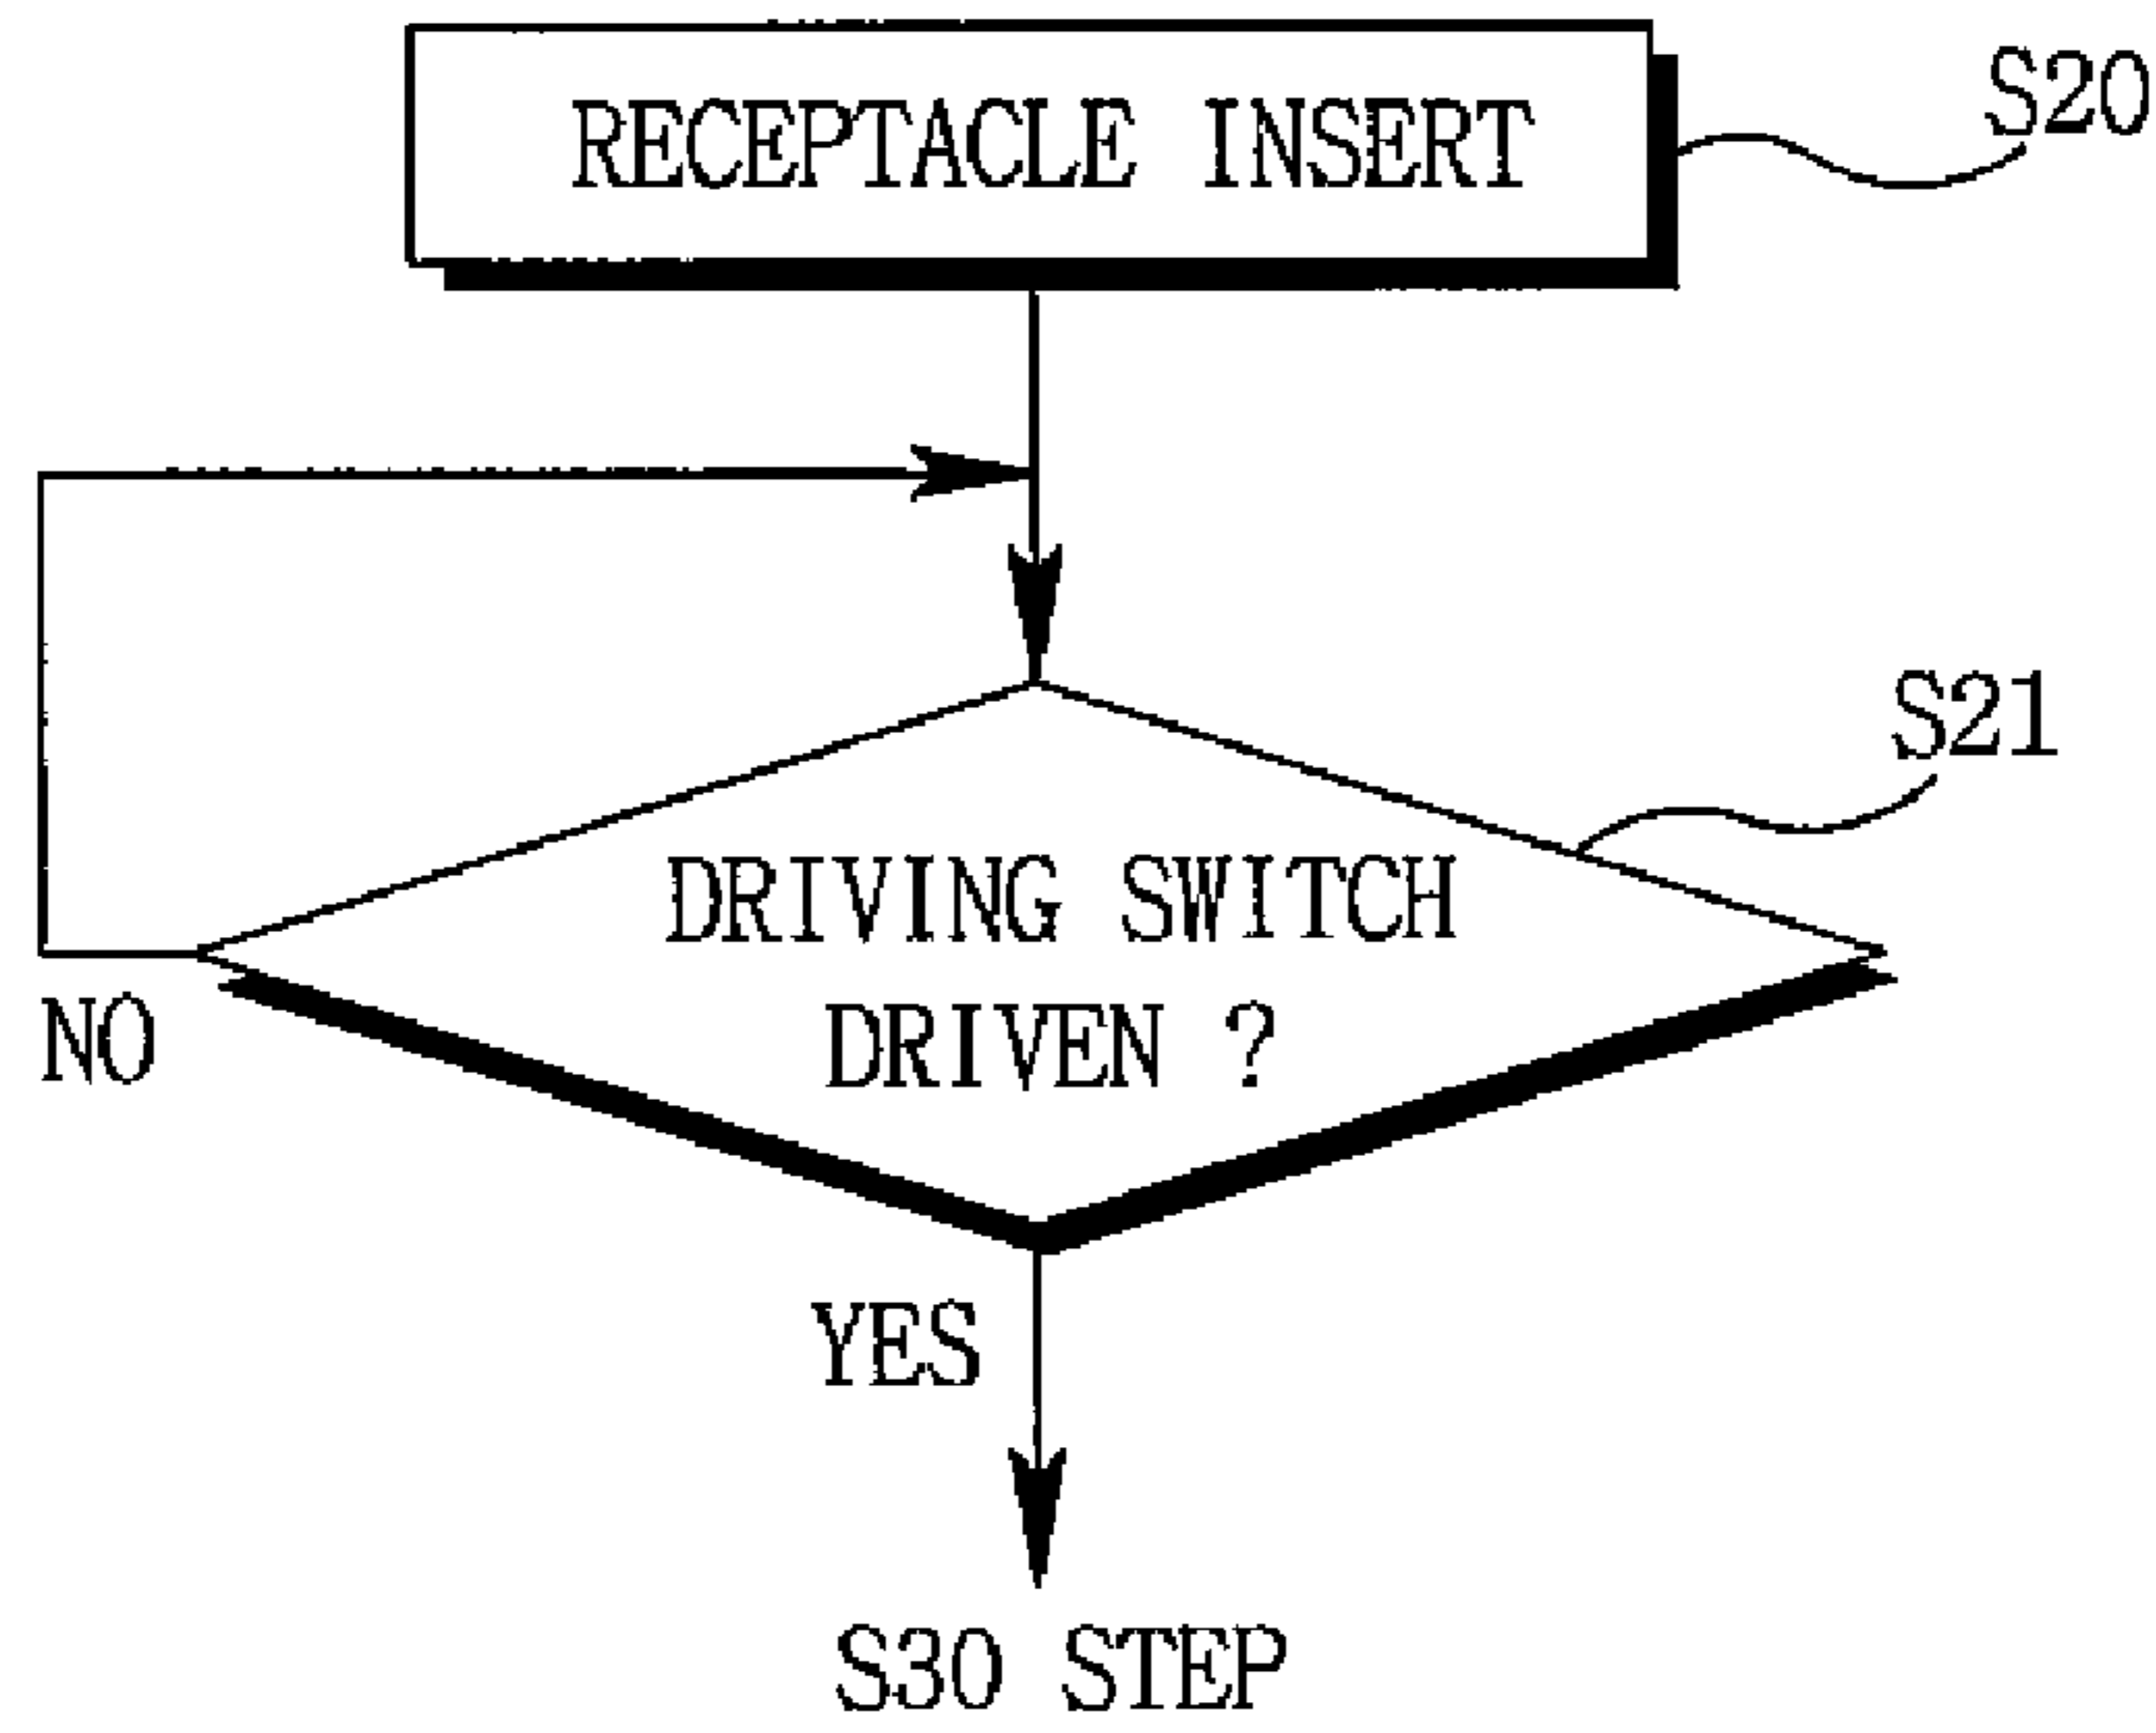 RECEPTACLE INSERT
S20
S21
DRIVING SWITCH
DRIVEN ?
NO
YES
S30 STEP